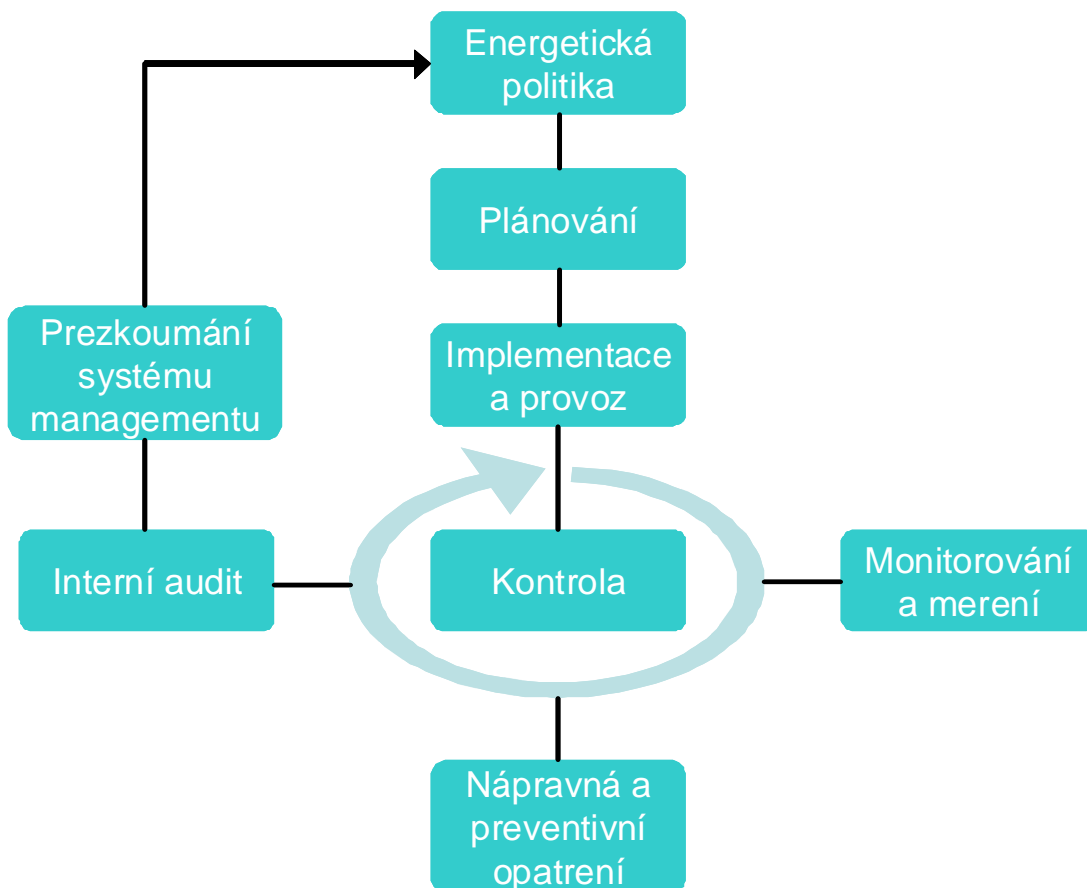 Energetická
politika
Plánování
Prezkoumání
systému
managementu
Implementace
a provoz
Interní audit
Kontrola
Monitorování
a merení
Nápravná a
preventivní
opatrení